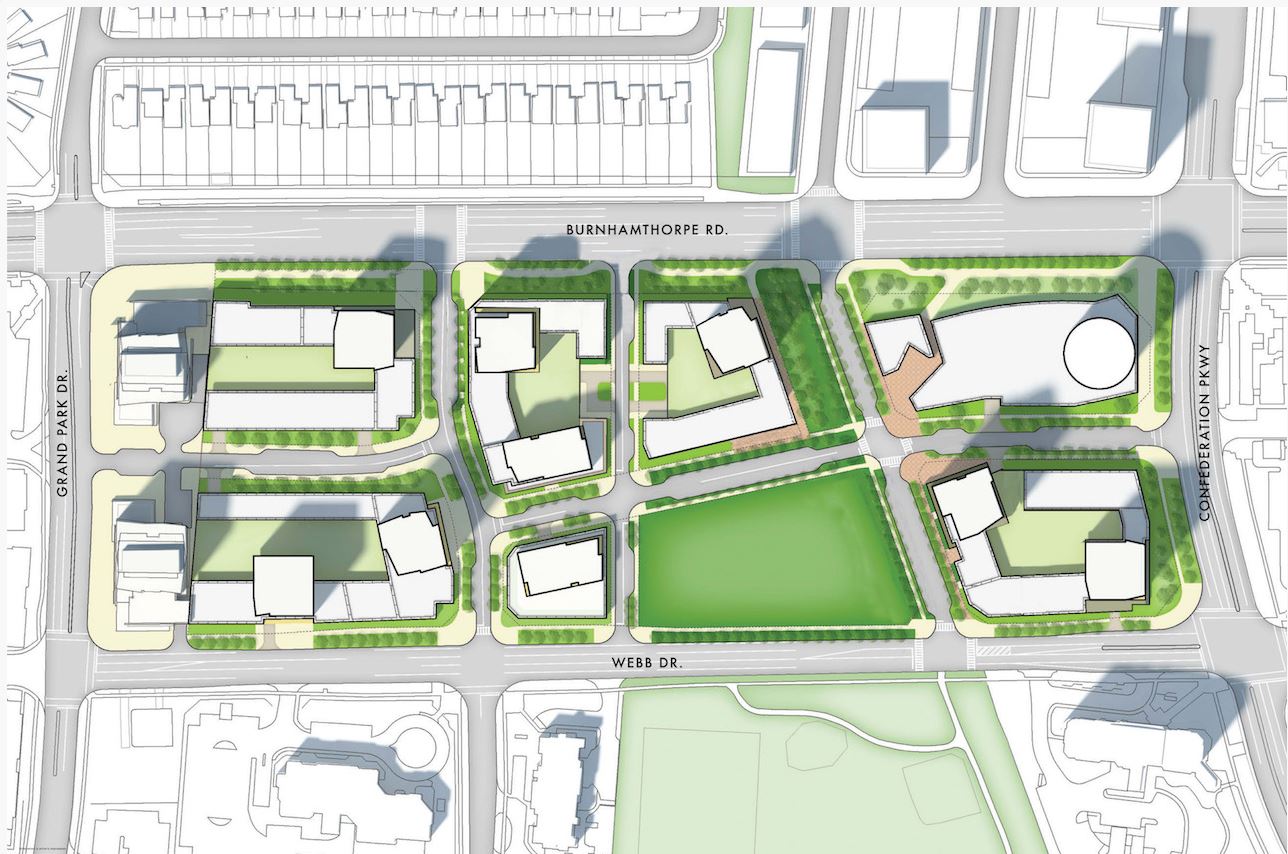 BURNHAMTHORPE RD.
GRAND PARK DR.
CONFEDERATION PKWY
WEBB DR.